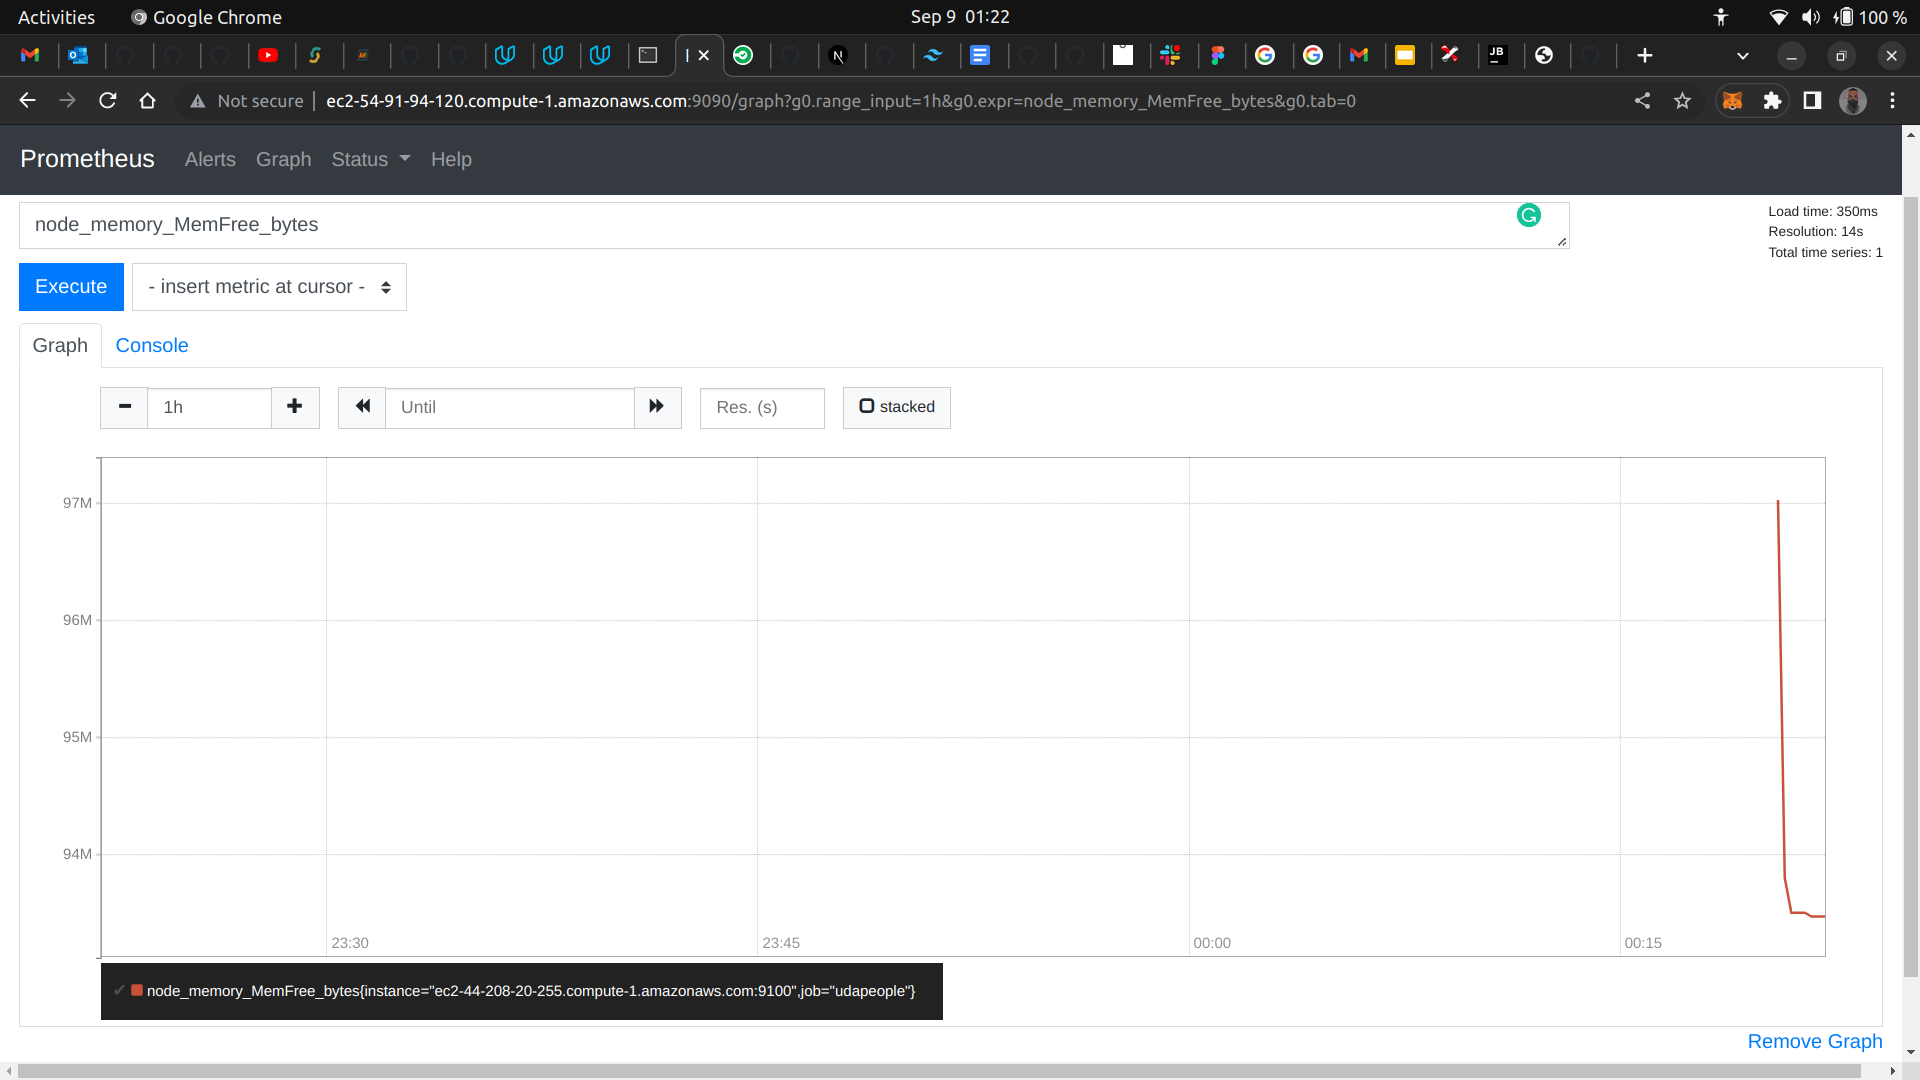 Activities Google Chrome Sep 9 01:22 100 %
Not secure ec2-54-91-94-120.compute-1.amazonaws.com:9090/graph?g0.range_input=1h&g0.expr=node_memory_MemFree_bytes&g0.tab=0
Prometheus Alerts Graph Status Help
node_memory_MemFree_bytes
Load time: 350ms
Resolution: 14s
Total time series: 1
Execute - insert metric at cursor -
Graph Console
1h Until Res. (s) stacked
97M
96M
95M
94M
23:30 23:45 00:00 00:15
node_memory_MemFree_bytes{instance="ec2-44-208-20-255.compute-1.amazonaws.com:9100",job="udapeople"}
Remove Graph